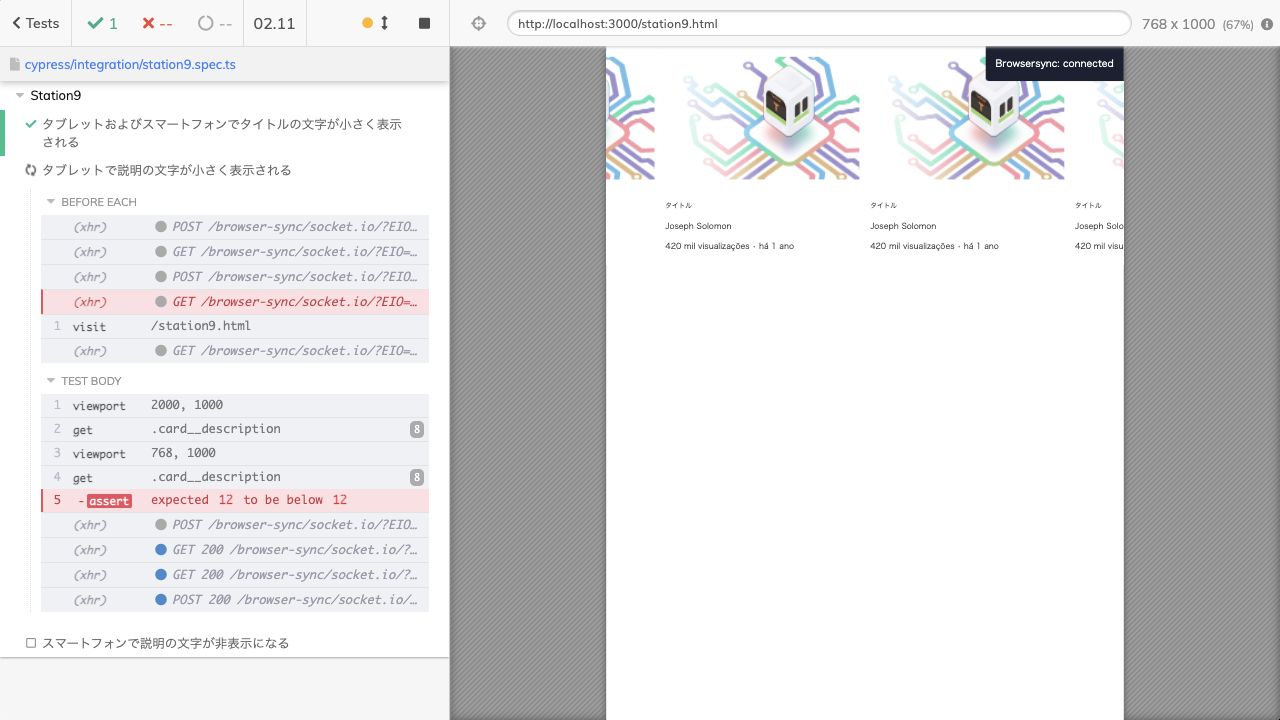 Tests
1
--
--
02.11
http://localhost:3000/station9.html
768 x 1000 (67%)
cypress/integration/station9.spec.ts
Station9
タブレットおよびスマートフォンでタイトルの文字が小さく表示
される
タブレットで説明の文字が小さく表示される
BEFORE EACH
(xhr) POST /browser-sync/socket.io/?EIO…
(xhr) GET /browser-sync/socket.io/?EIO=…
(xhr) POST /browser-sync/socket.io/?EIO…
(xhr) GET /browser-sync/socket.io/?EIO=…
1 visit /station9.html
(xhr) GET /browser-sync/socket.io/?EIO=…
TEST BODY
1 viewport 2000, 1000
2 get .card__description 8
3 viewport 768, 1000
4 get .card__description 8
5 -assert expected 12 to be below 12
(xhr) POST /browser-sync/socket.io/?EIO…
(xhr) GET 200 /browser-sync/socket.io/?…
(xhr) GET 200 /browser-sync/socket.io/?…
(xhr) POST 200 /browser-sync/socket.io/…
スマートフォンで説明の文字が非表示になる
Browsersync: connected
タイトル タイトル タイトル
Joseph Solomon Joseph Solomon Joseph Solo
420 mil visualizações · há 1 ano 420 mil visualizações · há 1 ano 420 mil visu